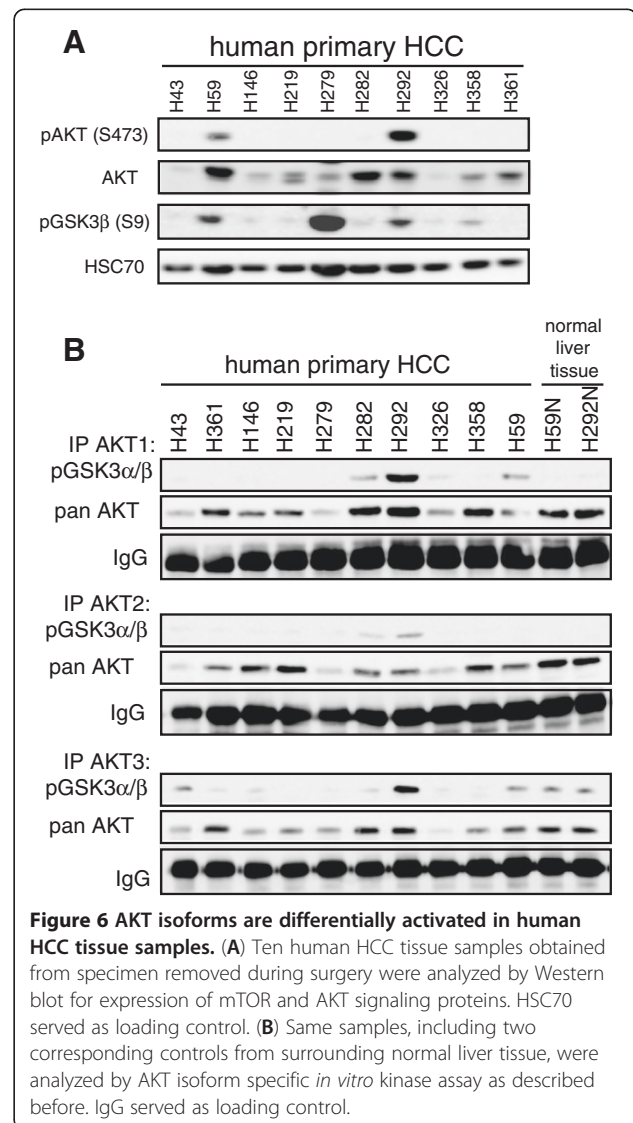 A
human primary HCC
H43 H59 H146 H219 H279 H282 H292 H326 H358 H361
pAKT (S473)
AKT
pGSK3β (S9)
HSC70
B
human primary HCC
normal
liver
tissue
H43 H361 H146 H219 H279 H282 H292 H326 H358 H59 H59N H292N
IP AKT1:
pGSK3α/β
pan AKT
IgG
IP AKT2:
pGSK3α/β
pan AKT
IgG
IP AKT3:
pGSK3α/β
pan AKT
IgG
Figure 6 AKT isoforms are differentially activated in human
HCC tissue samples. (A) Ten human HCC tissue samples obtained
from specimen removed during surgery were analyzed by Western
blot for expression of mTOR and AKT signaling proteins. HSC70
served as loading control. (B) Same samples, including two
corresponding controls from surrounding normal liver tissue, were
analyzed by AKT isoform specific in vitro kinase assay as described
before. IgG served as loading control.